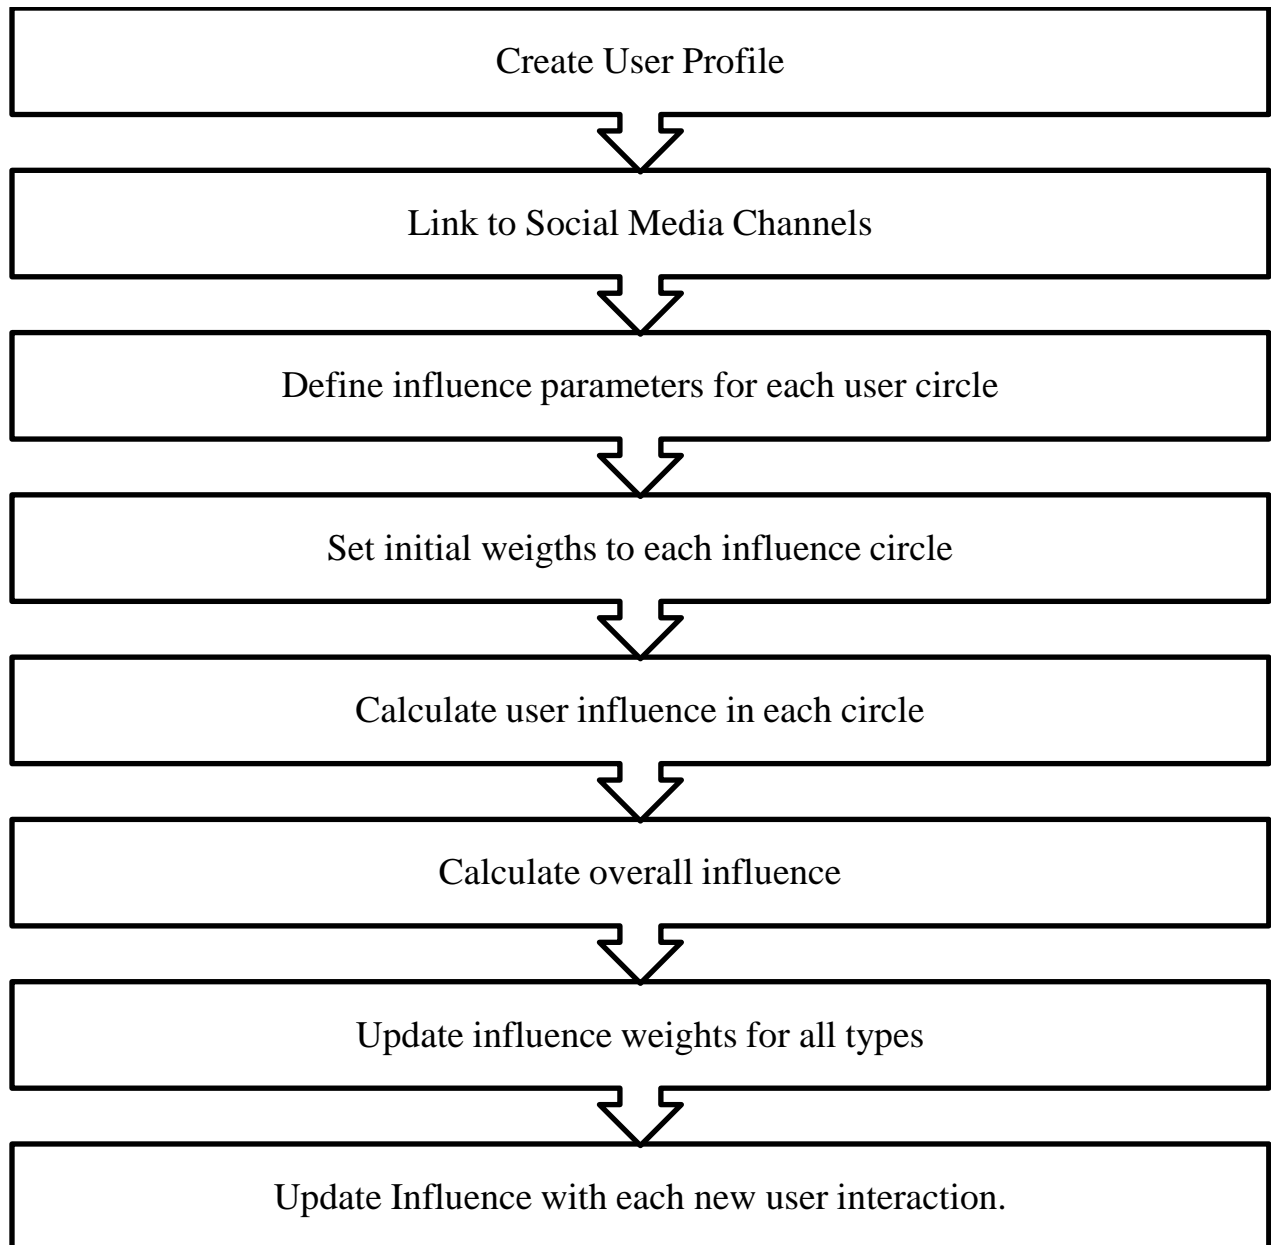 Create User Profile
Link to Social Media Channels
Define influence parameters for each user circle
Set initial weigths to each influence circle
Calculate user influence in each circle
Calculate overall influence
Update influence weights for all types
Update Influence with each new user interaction.